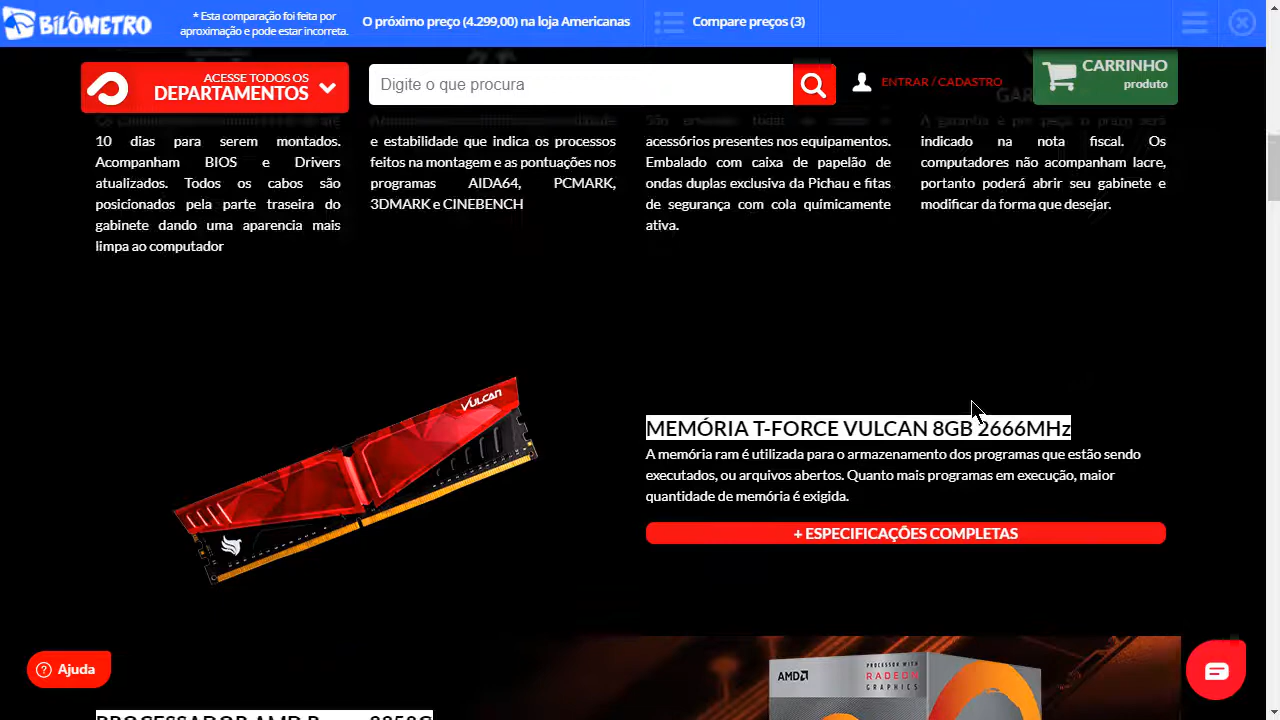 BILÔMETRO
* Esta comparação foi feita por
aproximação e pode estar incorreta.
O próximo preço (4.299,00) na loja Americanas
Compare preços (3)
ACESSE TODOS OS
DEPARTAMENTOS
Digite o que procura
ENTRAR / CADASTRO
CARRINHO
produto
10 dias para serem montados.
Acompanham BIOS e Drivers
atualizados. Todos os cabos são
posicionados pela parte traseira do
gabinete dando uma aparencia mais
limpa ao computador
e estabilidade que indica os processos
feitos na montagem e as pontuações nos
programas AIDA64, PCMARK,
3DMARK e CINEBENCH
acessórios presentes nos equipamentos.
Embalado com caixa de papelão de
ondas duplas exclusiva da Pichau e fitas
de segurança com cola quimicamente
ativa.
A garantia é por peça o prazo será
indicado na nota fiscal. Os
computadores não acompanham lacre,
portanto poderá abrir seu gabinete e
modificar da forma que desejar.
VULCAN
MEMÓRIA T-FORCE VULCAN 8GB 2666MHz
A memória ram é utilizada para o armazenamento dos programas que estão sendo
executados, ou arquivos abertos. Quanto mais programas em execução, maior
quantidade de memória é exigida.
+ ESPECIFICAÇÕES COMPLETAS
AMD
PROCESSOR WITH
RADEON
GRAPHICS
Ajuda
PROCESSADOR AMD